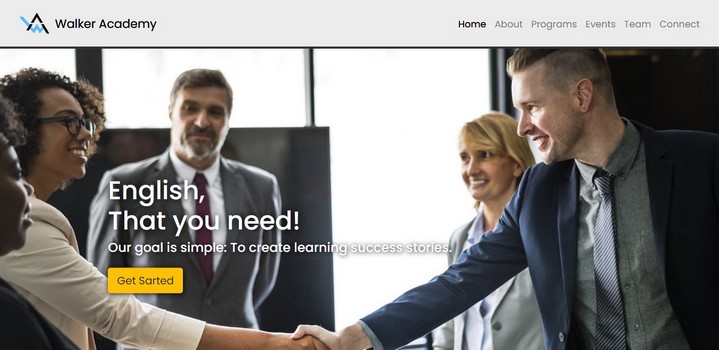 Walker Academy
Home About Programs Events Team Connect
English,
That you need!
Our goal is simple: To create learning success stories.
Get Sarted